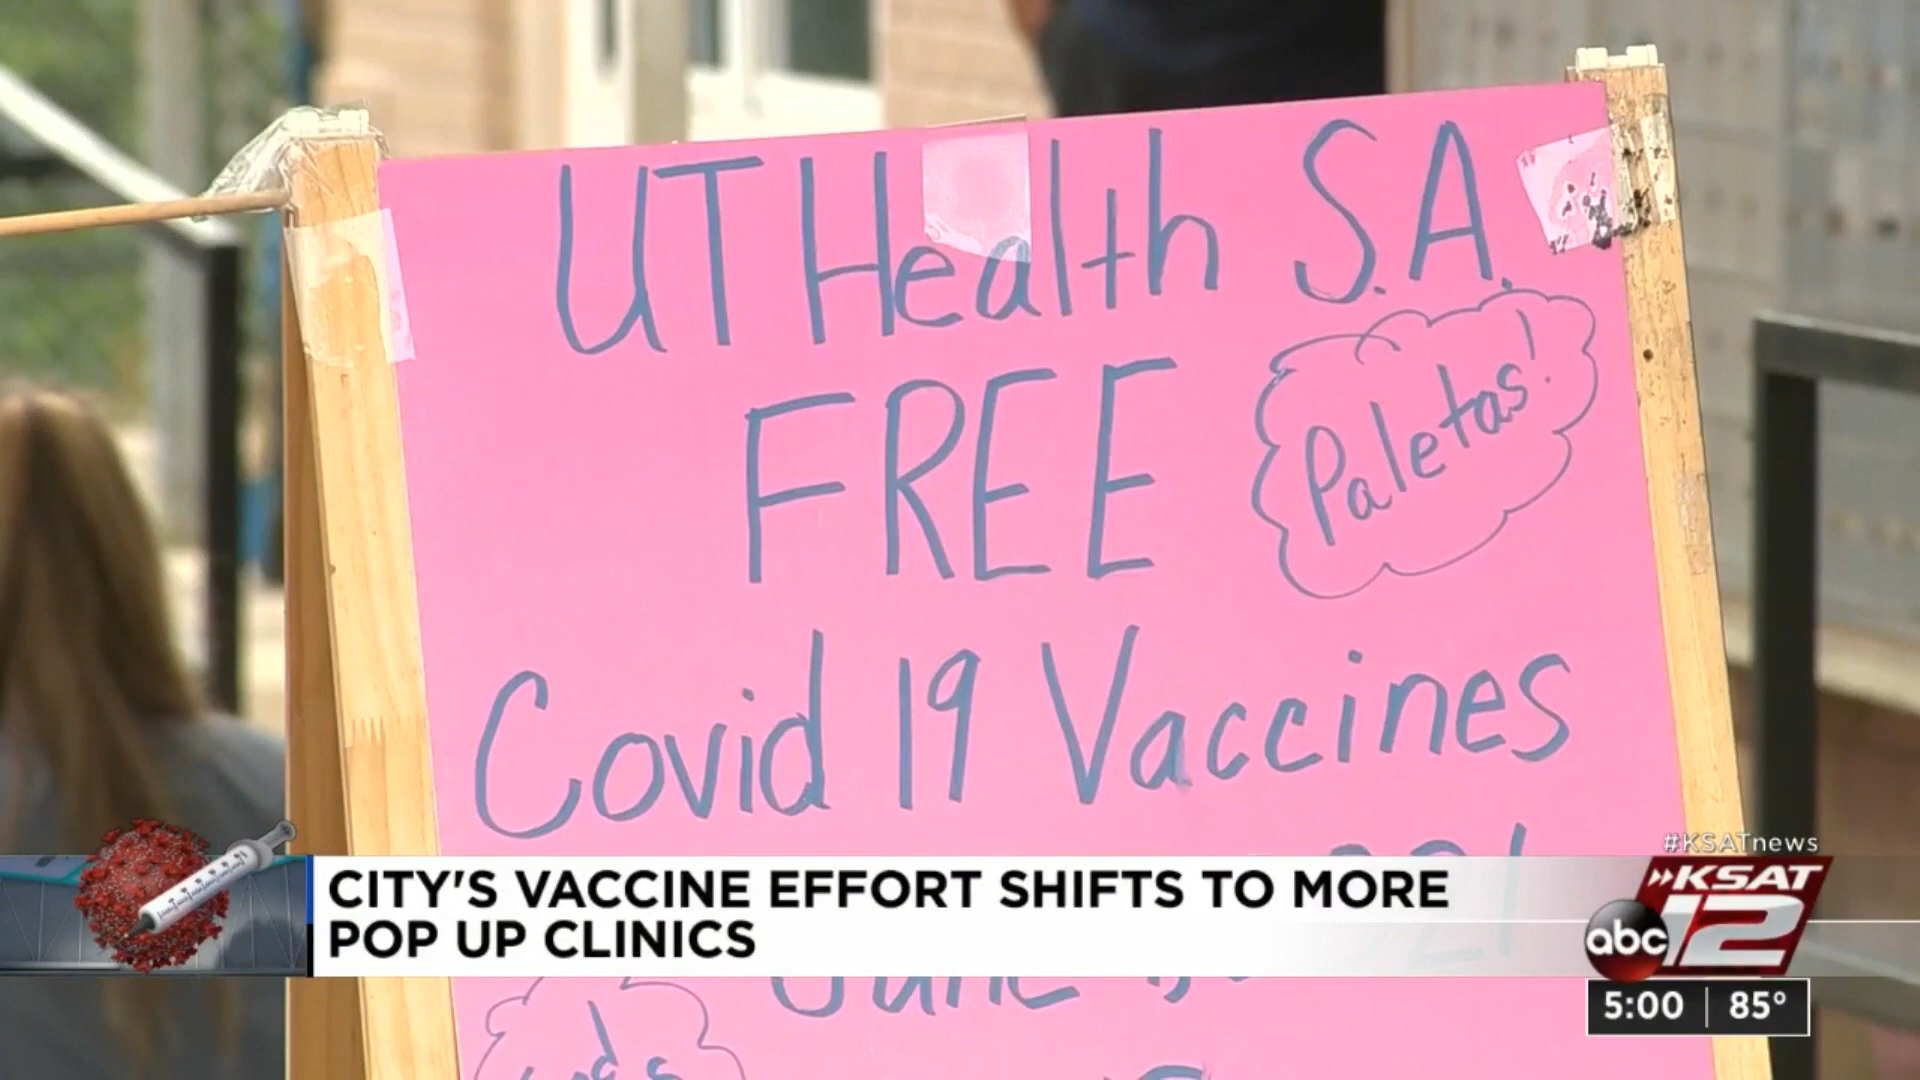 UT Health S.A.
FREE
Paletas!
Covid 19 Vaccines
June
#KSATnews
CITY'S VACCINE EFFORT SHIFTS TO MORE
POP UP CLINICS
»KSAT
abc 12
5:00 | 85°